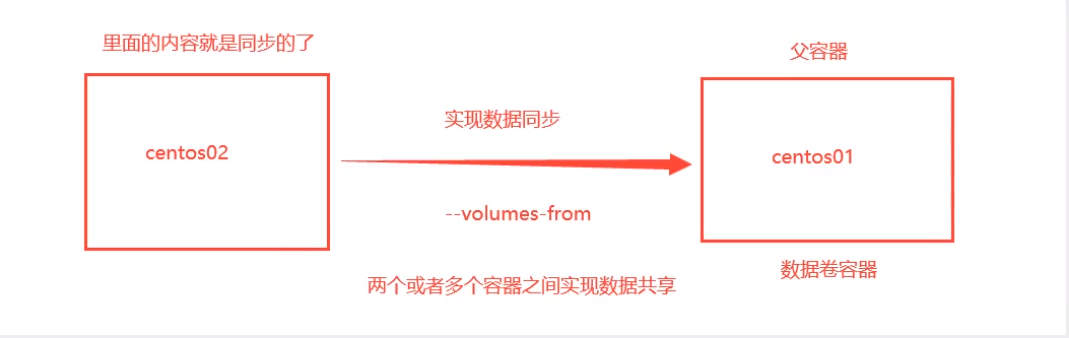 里面的内容就是同步的了
父容器
实现数据同步
centos02
centos01
--volumes-from
数据卷容器
两个或者多个容器之间实现数据共享